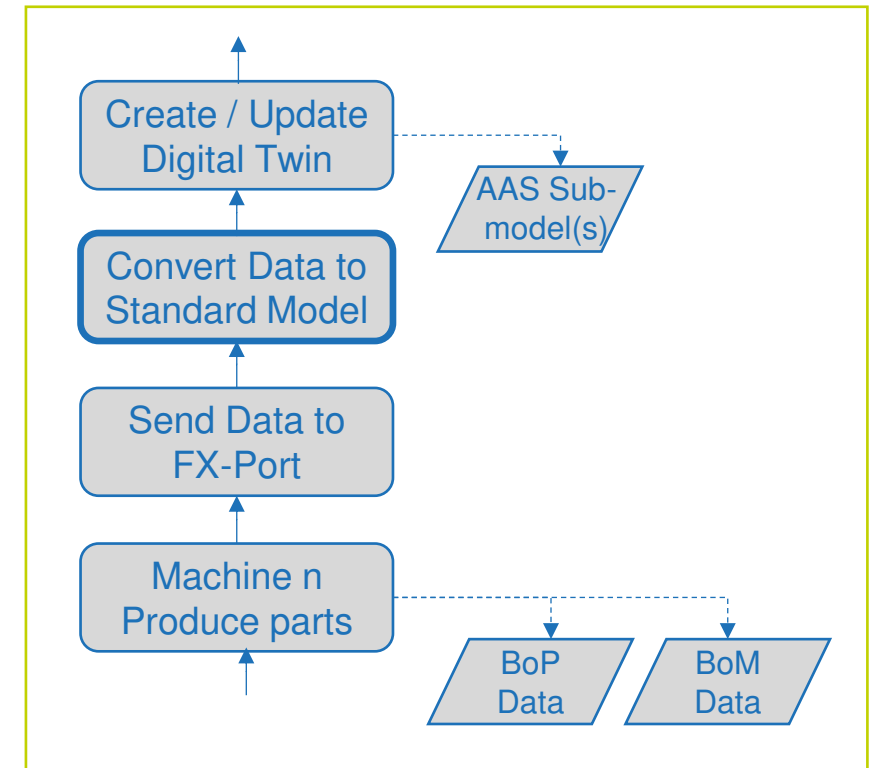 Create / Update
Digital Twin
AAS Sub-
model(s)
Convert Data to
Standard Model
Send Data to
FX-Port
Machine n
Produce parts
BoP
Data
BoM
Data